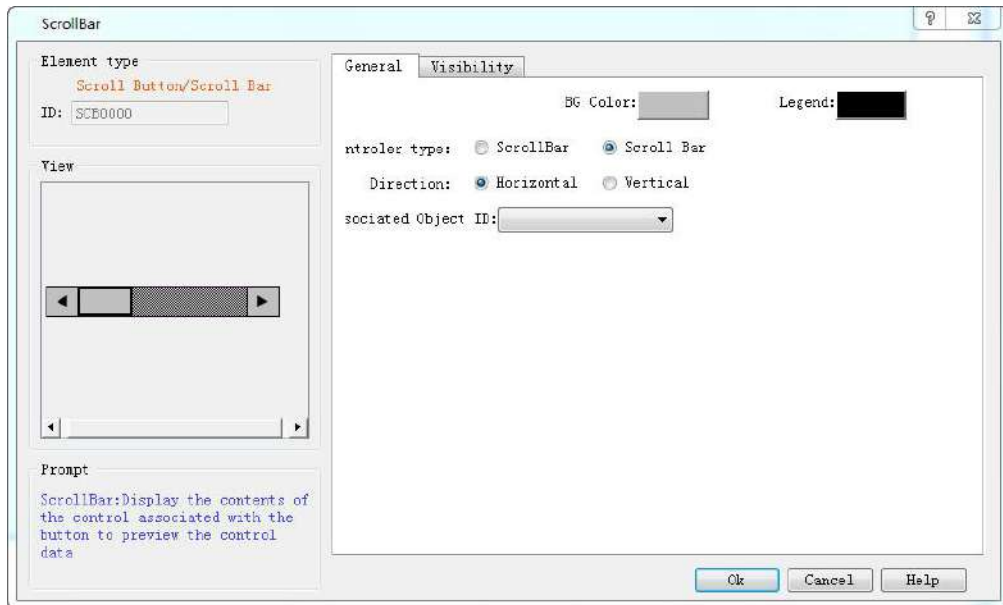 ScrollBar
Element type
Scroll Button/Scroll Bar
ID: SCB0000
View
Prompt
ScrollBar:Display the contents of
the control associated with the
button to preview the control
data
General Visibility
BG Color: Legend:
ntroler type: ScrollBar Scroll Bar
Direction: Horizontal Vertical
sociated Object ID:
Ok Cancel Help